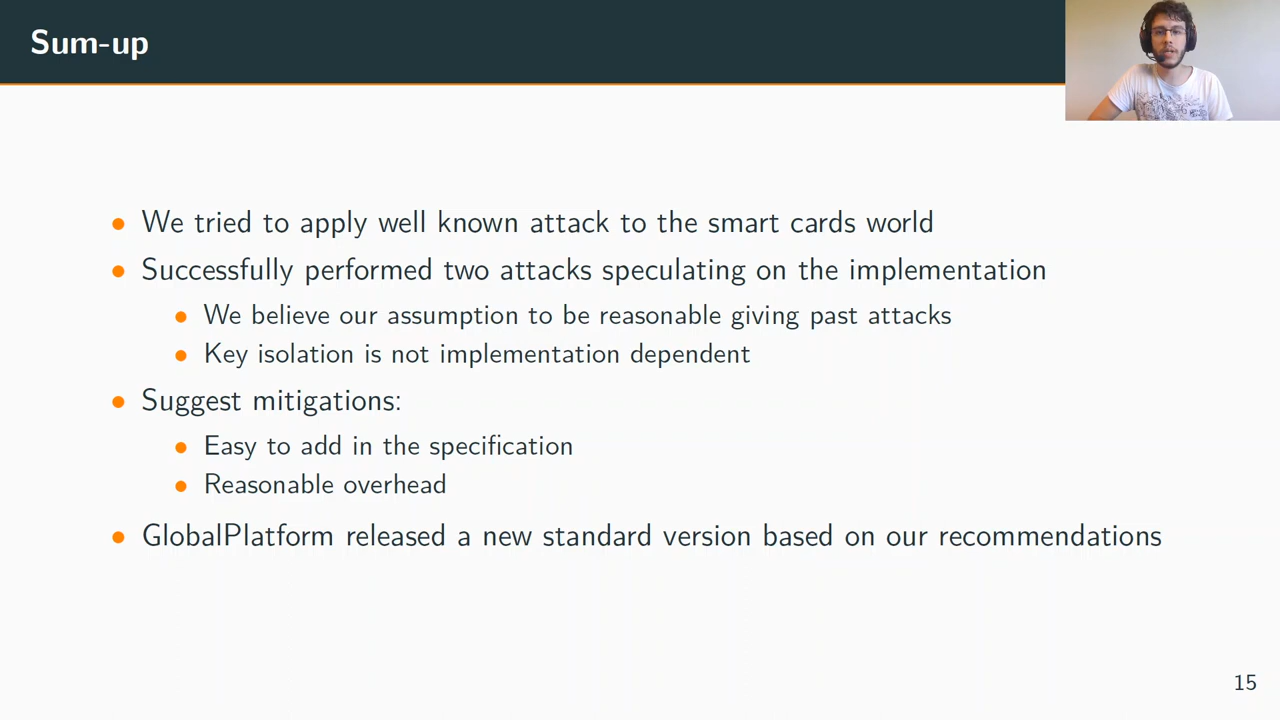 Sum-up
We tried to apply well known attack to the smart cards world
Successfully performed two attacks speculating on the implementation
We believe our assumption to be reasonable giving past attacks
Key isolation is not implementation dependent
Suggest mitigations:
Easy to add in the specification
Reasonable overhead
GlobalPlatform released a new standard version based on our recommendations
15